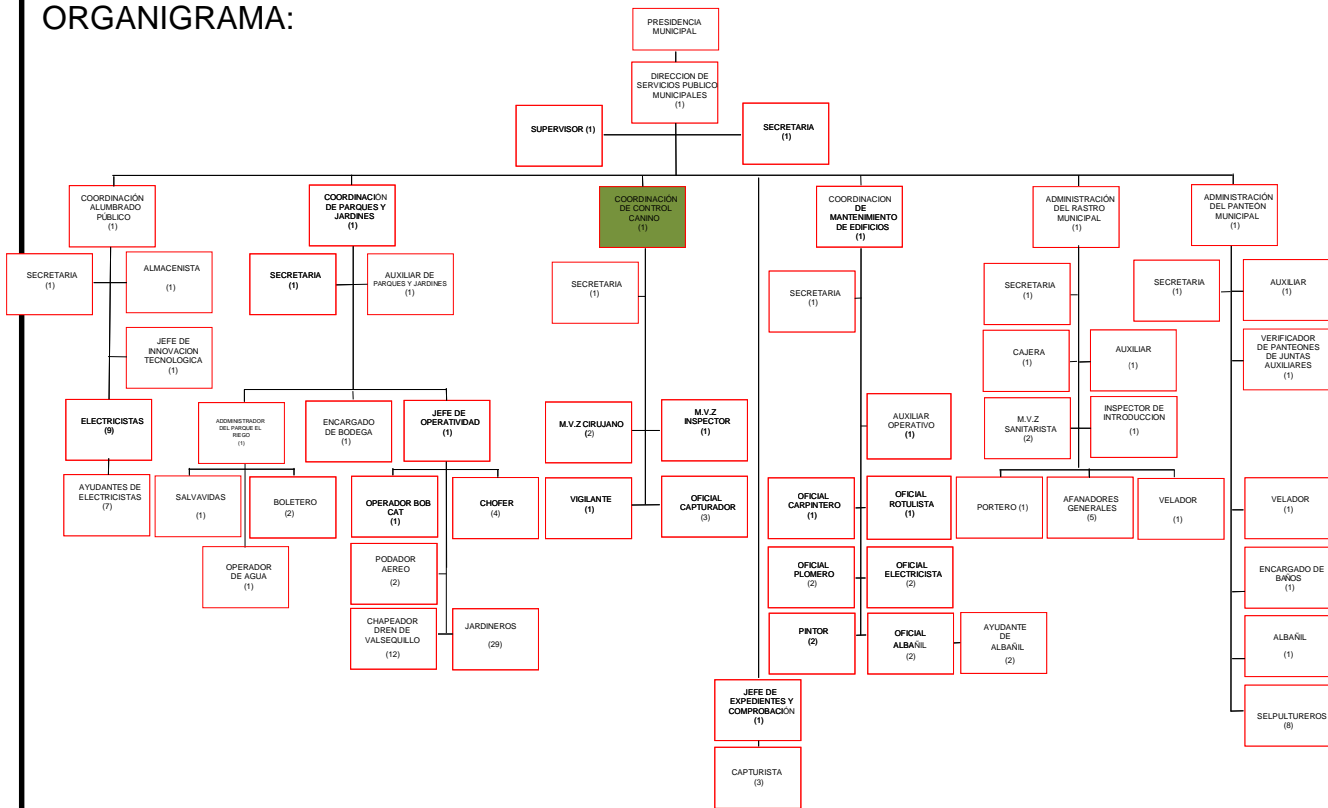 ORGANIGRAMA:
PRESIDENCIA
MUNICIPAL
DIRECCION DE
SERVICIOS PUBLICO
MUNICIPALES
(1)
SUPERVISOR (1)
SECRETARIA
(1)
COORDINACIÓN
ALUMBRADO
PÚBLICO
(1)
SECRETARIA
(1)
ALMACENISTA
(1)
JEFE DE
INNOVACION
TECNOLOGICA
(1)
ELECTRICISTAS
(9)
AYUDANTES DE
ELECTRICISTAS
(7)
COORDINACIÓN
DE PARQUES Y
JARDINES
(1)
SECRETARIA
(1)
AUXILIAR DE
PARQUES Y JARDINES
(1)
ADDMINISTRADOR
DEL PARQUE EL
RIEGO
(1)
SALVAVIDAS
(1)
BOLETERO
(2)
OPERADOR
DE AGUA
(1)
ENCARGADO
DE BODEGA
(1)
JEFE DE
OPERATIVIDAD
(1)
OPERADOR BOB
CAT
(1)
CHOFER
(4)
PODADOR
AEREO
(2)
CHAPEADOR
DREN DE
VALSEQUILLO
(12)
JARDINEROS
(29)
COORDINACIÓN
DE CONTROL
CANINO
(1)
SECRETARIA
(1)
M.V.Z CIRUJANO
(2)
M.V.Z
INSPECTOR
(1)
VIGILANTE
(1)
OFICIAL
CAPTURADOR
(3)
JEFE DE
EXPEDIENTES Y
COMPROBACIÓN
(1)
CAPTURISTA
(3)
COORDINACION
DE
MANTENIMIENTO
DE EDIFICIOS
(1)
SECRETARIA
(1)
AUXILIAR
OPERATIVO
(1)
OFICIAL
CARPINTERO
(1)
OFICIAL
ROTULISTA
(1)
OFICIAL
PLOMERO
(2)
OFICIAL
ELECTRICISTA
(2)
PINTOR
(2)
OFICIAL
ALBAÑIL
(2)
AYUDANTE
DE
ALBAÑIL
(2)
ADMINISTRACIÓN
DEL RASTRO
MUNICIPAL
(1)
SECRETARIA
(1)
CAJERA
(1)
AUXILIAR
(1)
M.V.Z
SANITARISTA
(2)
INSPECTOR DE
INTRODUCCION
(1)
PORTERO (1)
AFANADORES
GENERALES
(5)
VELADOR
(1)
ADMINISTRACIÓN
DEL PANTEÓN
MUNICIPAL
(1)
SECRETARIA
(1)
AUXILIAR
(1)
VERIFICADOR
DE PANTEONES
DE JUNTAS
AUXILIARES
(1)
VELADOR
(1)
ENCARGADO DE
BAÑOS
(1)
ALBAÑIL
(1)
SELPULTUREROS
(8)